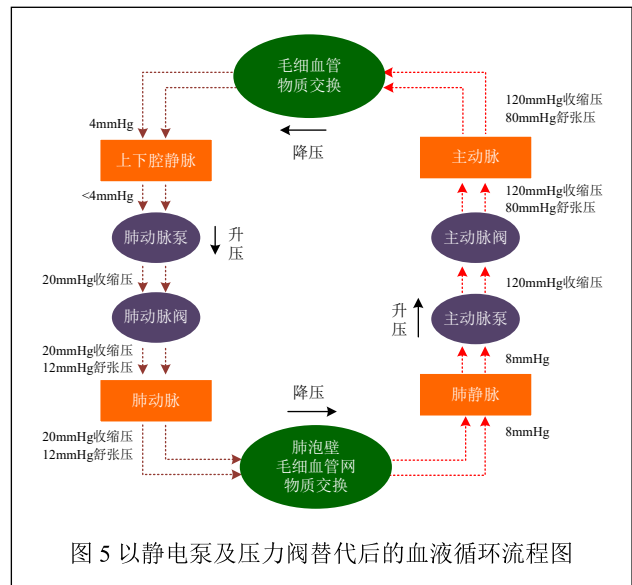 毛细血管
物质交换
降压
4mmHg
上下腔静脉
<4mmHg
肺动脉泵
升
压
20mmHg收缩压
肺动脉阀
20mmHg收缩压
12mmHg舒张压
肺动脉
20mmHg收缩压
12mmHg舒张压
降压
肺泡壁
毛细血管网
物质交换
120mmHg收缩压
80mmHg舒张压
主动脉
120mmHg收缩压
80mmHg舒张压
主动脉阀
120mmHg收缩压
升
压
主动脉泵
8mmHg
肺静脉
8mmHg
图 5 以静电泵及压力阀替代后的血液循环流程图